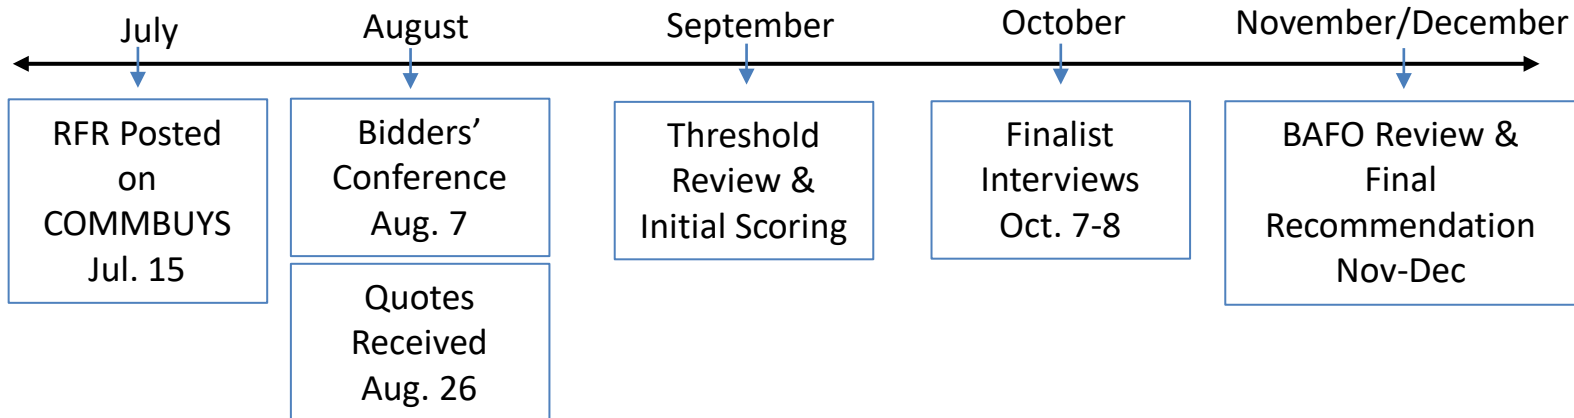 July
August
September
October
November/December
RFR Posted
on
COMMBUYS
Jul. 15
Bidders’
Conference
Aug. 7
Quotes
Received
Aug. 26
Threshold
Review &
Initial Scoring
Finalist
Interviews
Oct. 7-8
BAFO Review &
Final
Recommendation
Nov-Dec